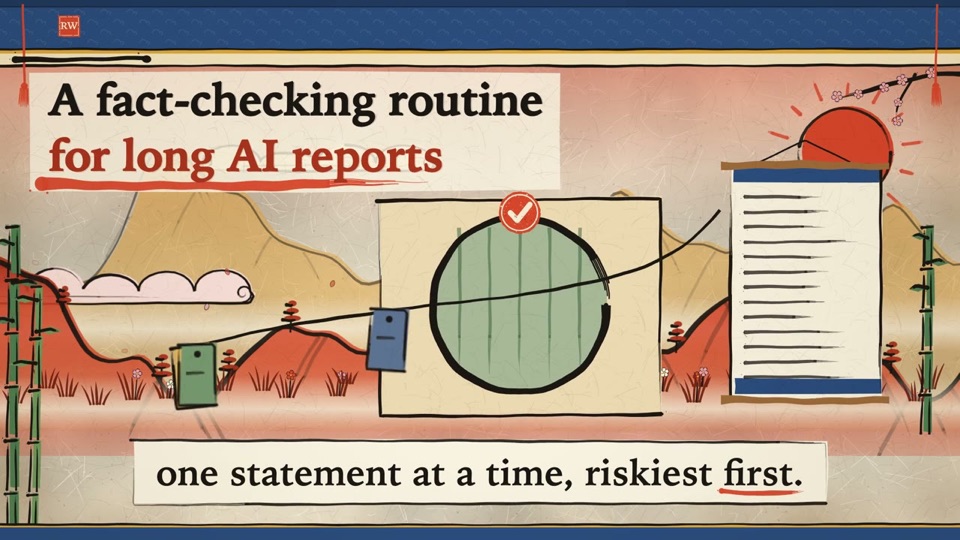 RW
A fact-checking routine
for long AI reports
one statement at a time, riskiest first.